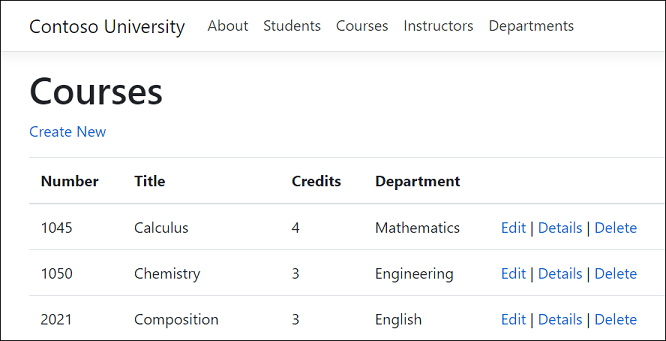 Contoso University About Students Courses Instructors Departments
Courses
Create New
Number Title Credits Department
1045 Calculus 4 Mathematics Edit | Details | Delete
1050 Chemistry 3 Engineering Edit | Details | Delete
2021 Composition 3 English Edit | Details | Delete